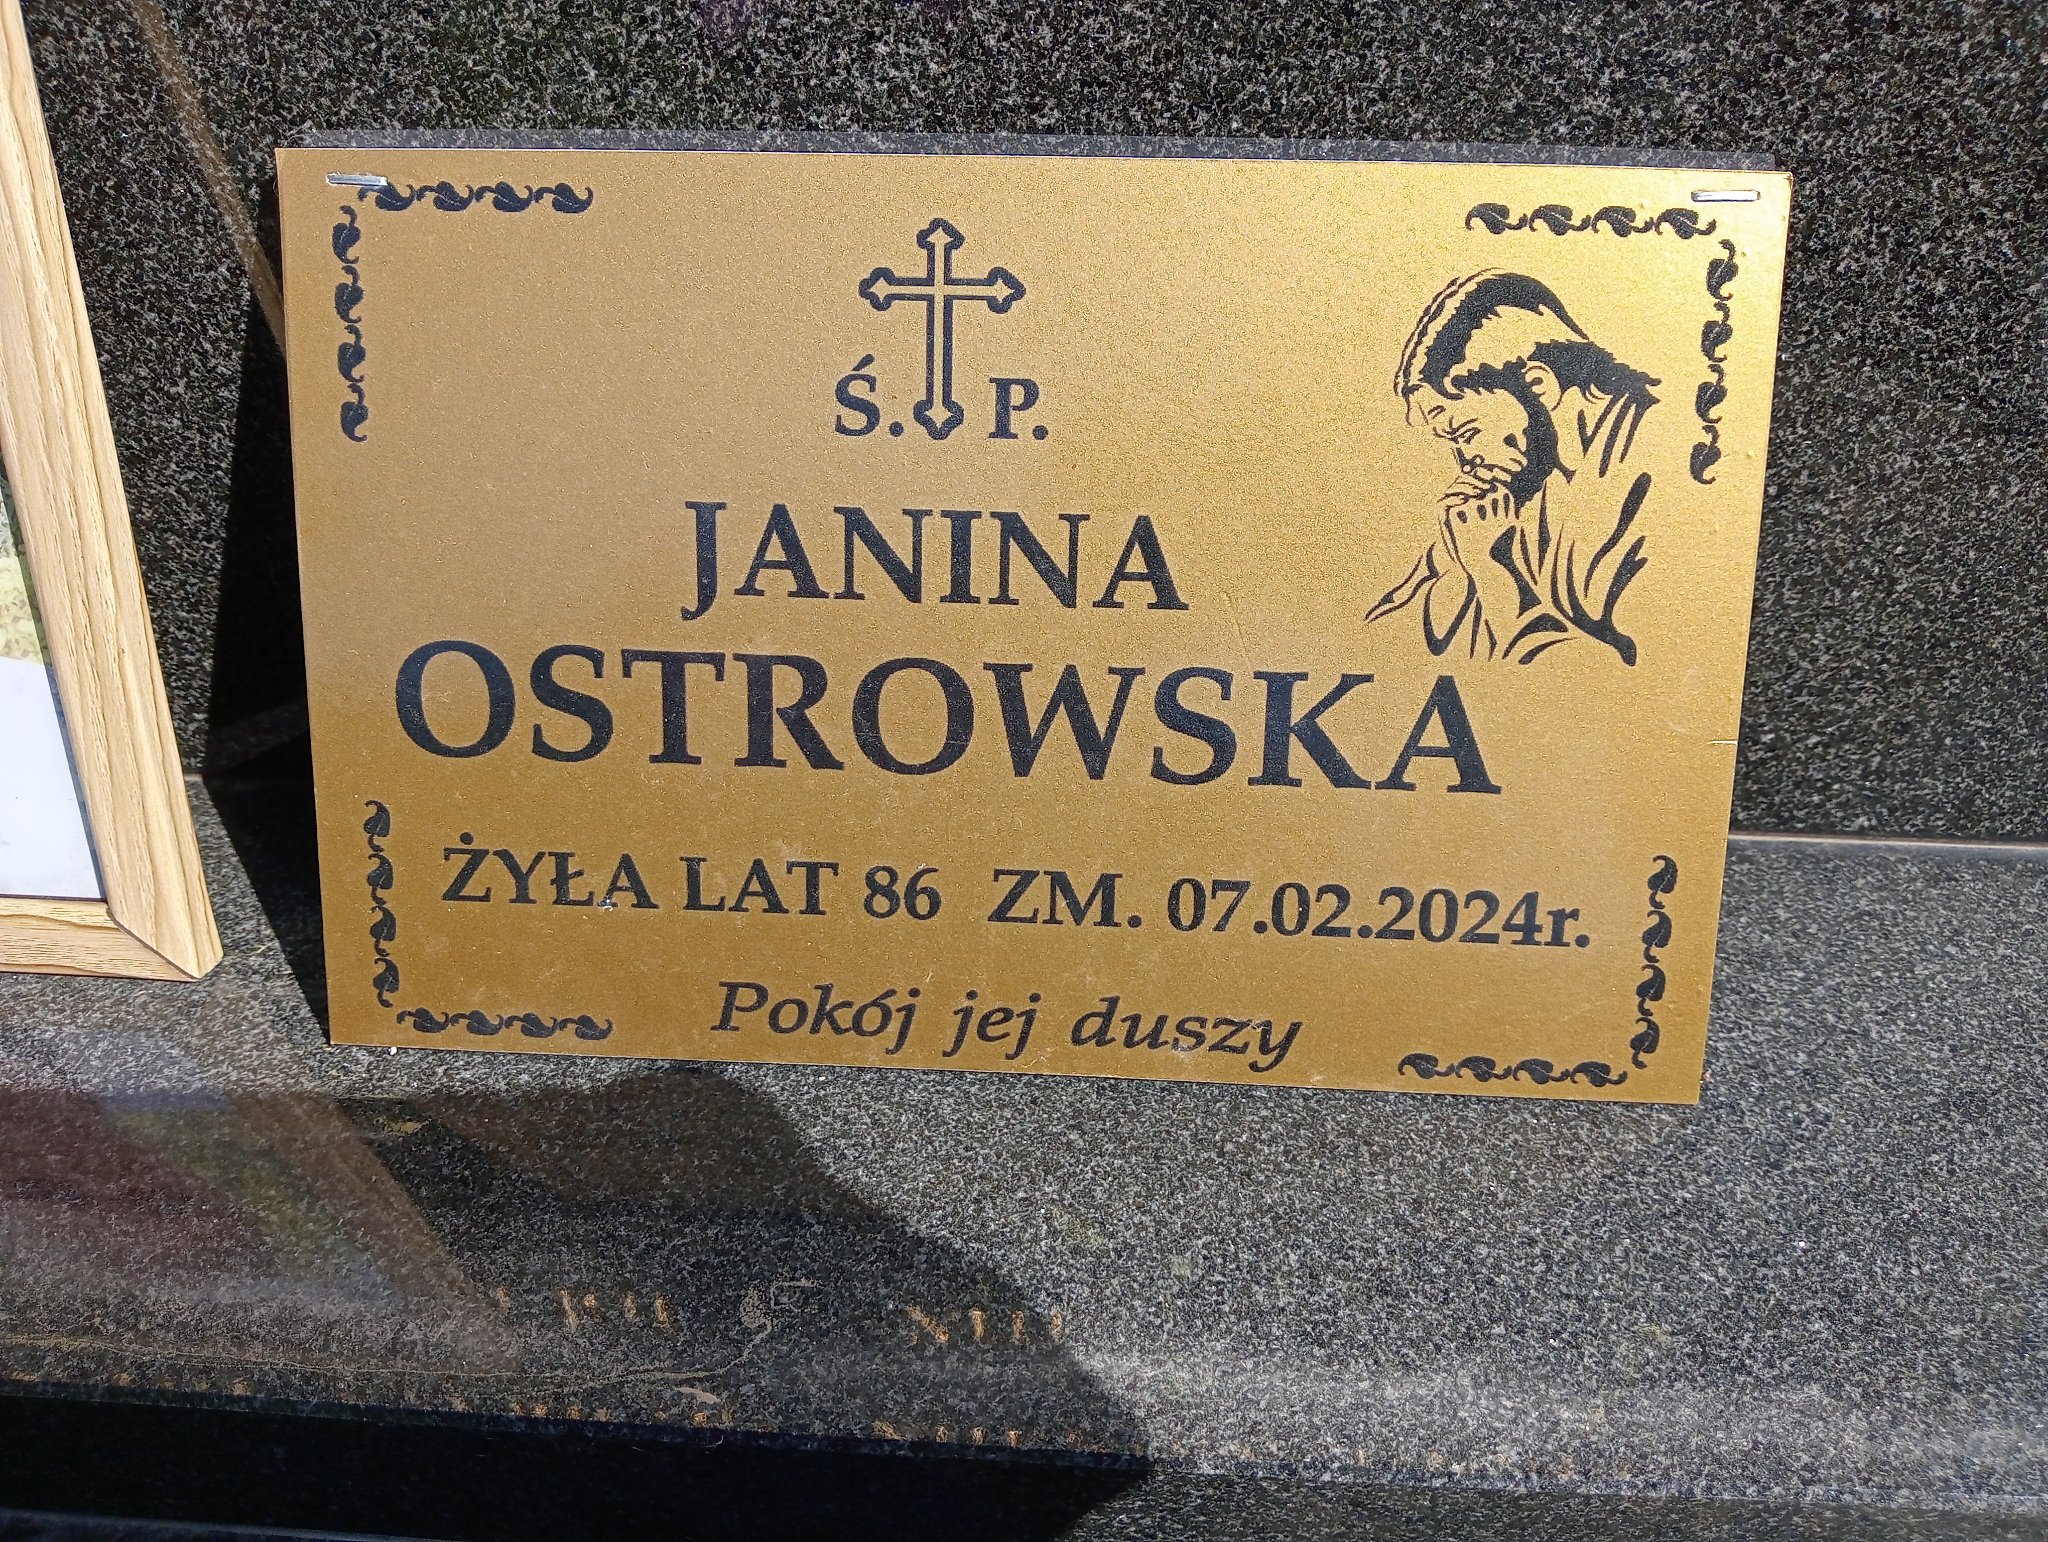 Ś. P.
JANINA
OSTROWSKA
ŻYŁA LAT 86 ZM. 07.02.2024r.
Pokój jej duszy